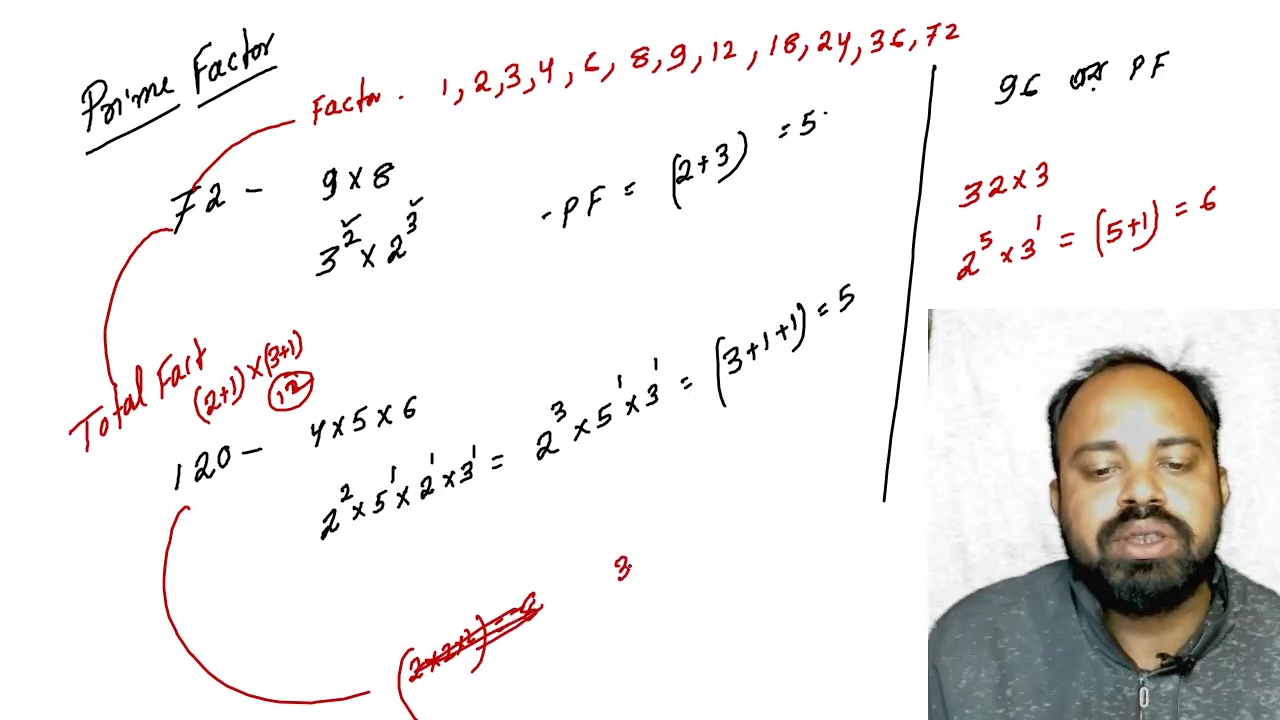 Prime Factor
Factor. 1, 2, 3, 4, 6, 8, 9, 12, 18, 24, 36, 72
72 - 9 × 8
3² × 2³
- PF = (2+3) = 5
Total Fact
(2+1) × (3+1)
12
120 - 4 × 5 × 6
2² × 5¹ × 2¹ × 3¹ = 2³ × 5¹ × 3¹ = (3+1+1) = 5
3
96 का PF
32 × 3
2⁵ × 3¹ = (5+1) = 6